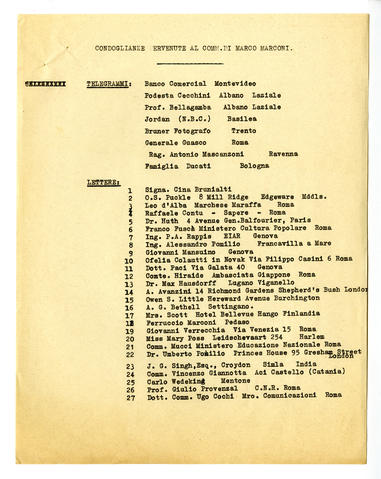 CONDOGLIANZE PERVENUTE AL COMM. DI MARCO MARCONI.
TELEGRAMMI: Banco Comercial Montevideo
Podesta Cecchini Albano Laziale
Prof. Bellagamba Albano Laziale
Jordan (N.B.C.) Basilea
Bruner Fotografo Trento
Generale Guasco Roma
Rag. Antonio Mascanzoni Ravenna
Famiglia Ducati Bologna
LETTERE:
1 Signa. Gina Brunialti
2 O.S. Puckle 8 Mill Ridge Edgeware Mddls.
3 Leo d'Alba Marchese Maraffa Roma
4 Raffaele Contu - Sapere - Roma
5 Dr. Huth 4 Avenue Gen.Balfourier, Paris
6 Franco Fuscà Ministero Cultura Popolare Roma
7 Ing. P.A. Rappis EIAR Genova
8 Ing. Alessandro Pomilio Francavilla a Mare
9 Giovanni Mansuino Genova
10 Ofelia Colautti in Novak Via Filippo Casini 6 Roma
11 Dott. Paci Via Galata 40 Genova
12 Comte. Hiraide Ambasciata Giappone Roma
13 Dr. Max Hausdorff Lugano Viganello
14 A. Avanzini 14 Richmond Gardens Shepherd's Bush London
15 Owen S. Little Hereward Avenue Burchington
16 A. G. Bethell Settingano.
17 Mrs. Scott Hotel Bellevue Hango Finlandia
18 Ferruccio Marconi Pedaso
19 Giovanni Verrecchia Via Venezia 15 Roma
20 Miss Mary Poss Leidschevaart 254 Harlem
21 Comm. Mucci Ministero Educazione Nazionale Roma
22 Dr. Umberto Pomilio Princes House 95 Gresham Street
London
23 J. G. Singh,Esq., Croydon Simla India
24 Comm. Vincenzo Giannotta Aci Castello (Catania)
25 Carlo Wedeking Mentone
26 Prof. Giulio Provenzal C.N.R. Roma
27 Dott. Comm. Ugo Cochi Mro. Comunicazioni Roma